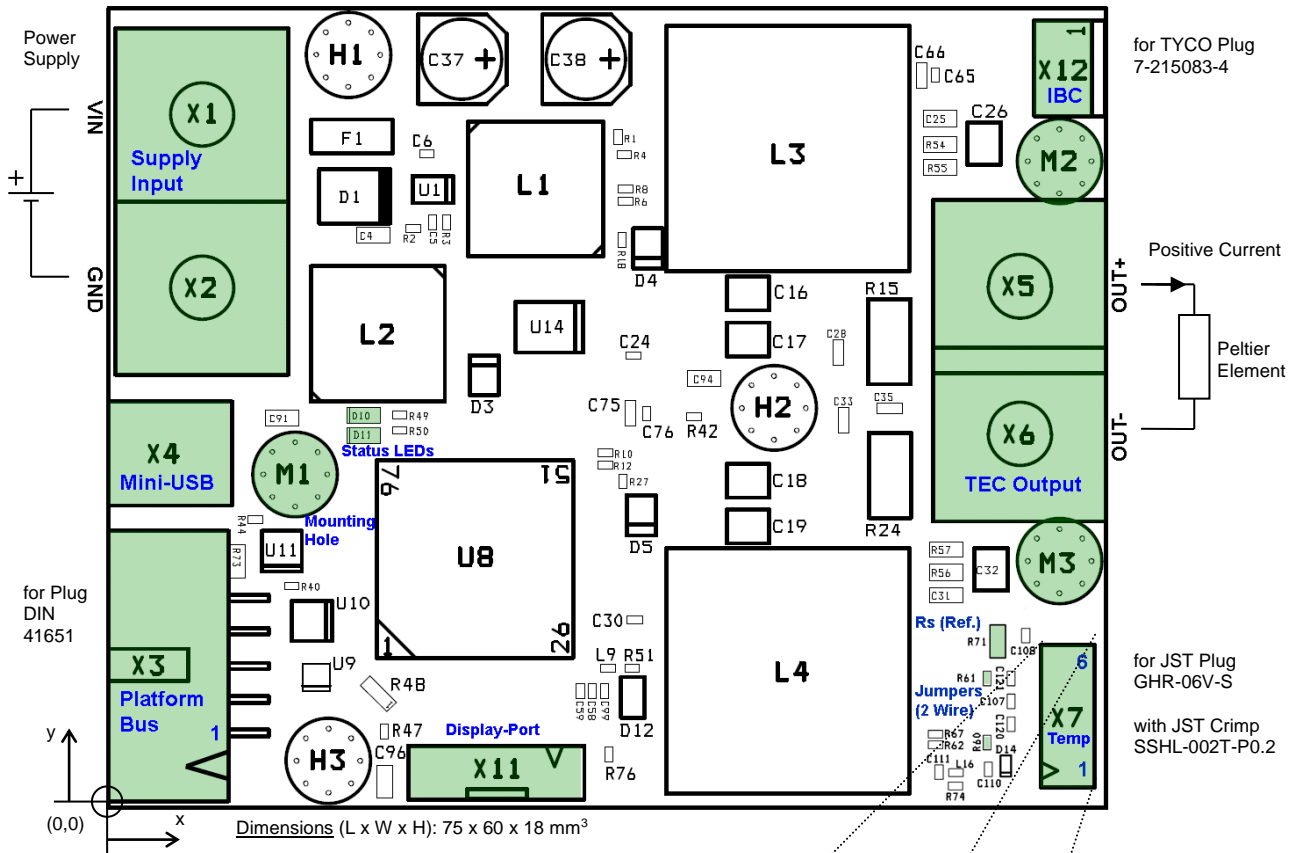 Power
Supply
VIN
GND
+
X1
Supply
Input
X2
H1
C37
+
C38
+
F1
C6
D1
U1
C4
R2
C5
R3
L1
R1
R4
R8
R6
R18
D4
L2
U14
D3
C24
L3
C66
C65
C25
R54
R55
C26
1
X12
IBC
for TYCO Plug
7-215083-4
M2
X5
OUT+
Positive Current
Peltier
Element
X6
OUT-
TEC Output
C16
C17
R15
C28
C94
H2
C33
C35
C75
C76
R42
C18
C19
R24
X4
Mini-USB
C91
D10
R49
D11
R50
Status LEDs
M1
Mounting
Hole
R10
R12
R27
D5
76
51
U8
1
26
R44
U11
R73
R40
U10
U9
for Plug
DIN
41651
X3
Platform
Bus
1
R48
R47
C96
H3
Display-Port
X11
C30
L9
R51
C59
C58
C99
D12
R76
L4
R57
R56
C31
C32
M3
Rs (Ref.)
R71
C108
R61
C121
Jumpers
(2 Wire)
C107
C120
R67
R62
R60
D14
C111
L16
C110
R74
6
X7
Temp
1
for JST Plug
GHR-06V-S
with JST Crimp
SSHL-002T-P0.2
y
x
(0,0)
Dimensions (L x W x H): 75 x 60 x 18 mm³